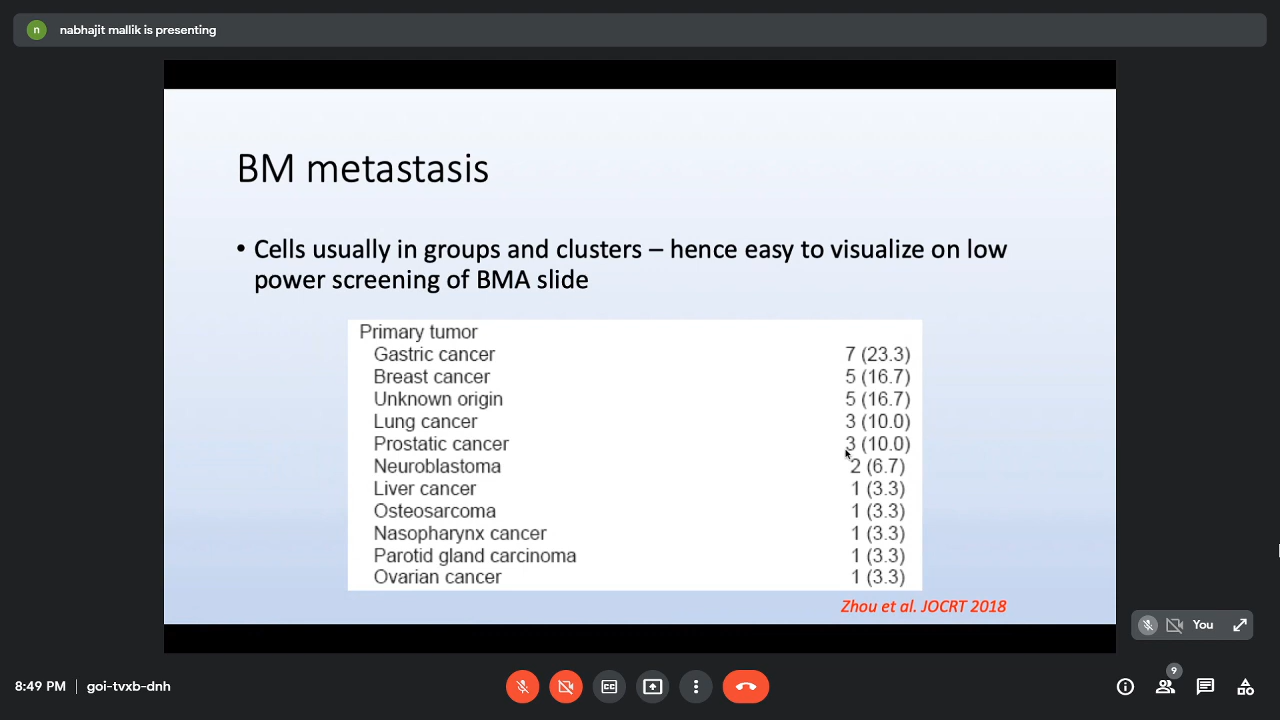 n
nabhajit mallik is presenting
BM metastasis
• Cells usually in groups and clusters – hence easy to visualize on low
power screening of BMA slide
Primary tumor
Gastric cancer 7 (23.3)
Breast cancer 5 (16.7)
Unknown origin 5 (16.7)
Lung cancer 3 (10.0)
Prostatic cancer 3 (10.0)
Neuroblastoma 2 (6.7)
Liver cancer 1 (3.3)
Osteosarcoma 1 (3.3)
Nasopharynx cancer 1 (3.3)
Parotid gland carcinoma 1 (3.3)
Ovarian cancer 1 (3.3)
Zhou et al. JOCRT 2018
You
8:49 PM | goi-tvxb-dnh
CC
9